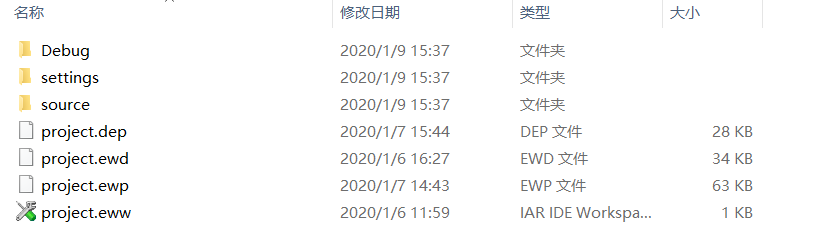 名称 修改日期 类型 大小
Debug 2020/1/9 15:37 文件夹
settings 2020/1/9 15:37 文件夹
source 2020/1/9 15:37 文件夹
project.dep 2020/1/7 15:44 DEP 文件 28 KB
project.ewd 2020/1/6 16:27 EWD 文件 34 KB
project.ewp 2020/1/7 14:43 EWP 文件 63 KB
project.eww 2020/1/6 11:59 IAR IDE Workspa... 1 KB